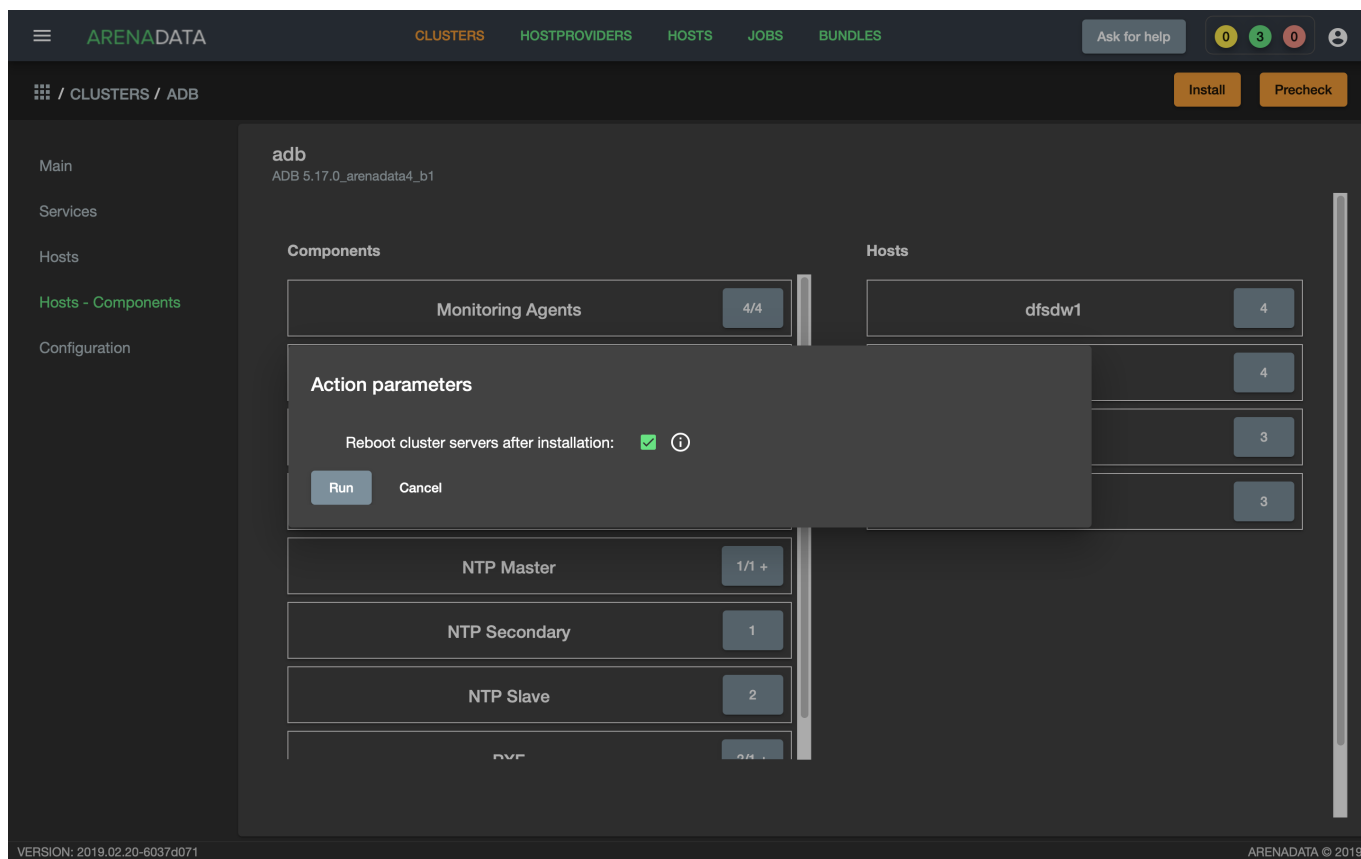 ARENADATA CLUSTERS HOSTPROVIDERS HOSTS JOBS BUNDLES Ask for help 0 3 0
/ CLUSTERS / ADB Install Precheck
Main
Services
Hosts
Hosts - Components
Configuration
adb
ADB 5.17.0_arenadata4_b1
Components
Monitoring Agents 4/4
NTP Master 1/1 +
NTP Secondary 1
NTP Slave 2
Hosts
dfsdw1 4
4
3
3
Action parameters
Reboot cluster servers after installation:
Run Cancel
VERSION: 2019.02.20-6037d071 ARENADATA © 2019